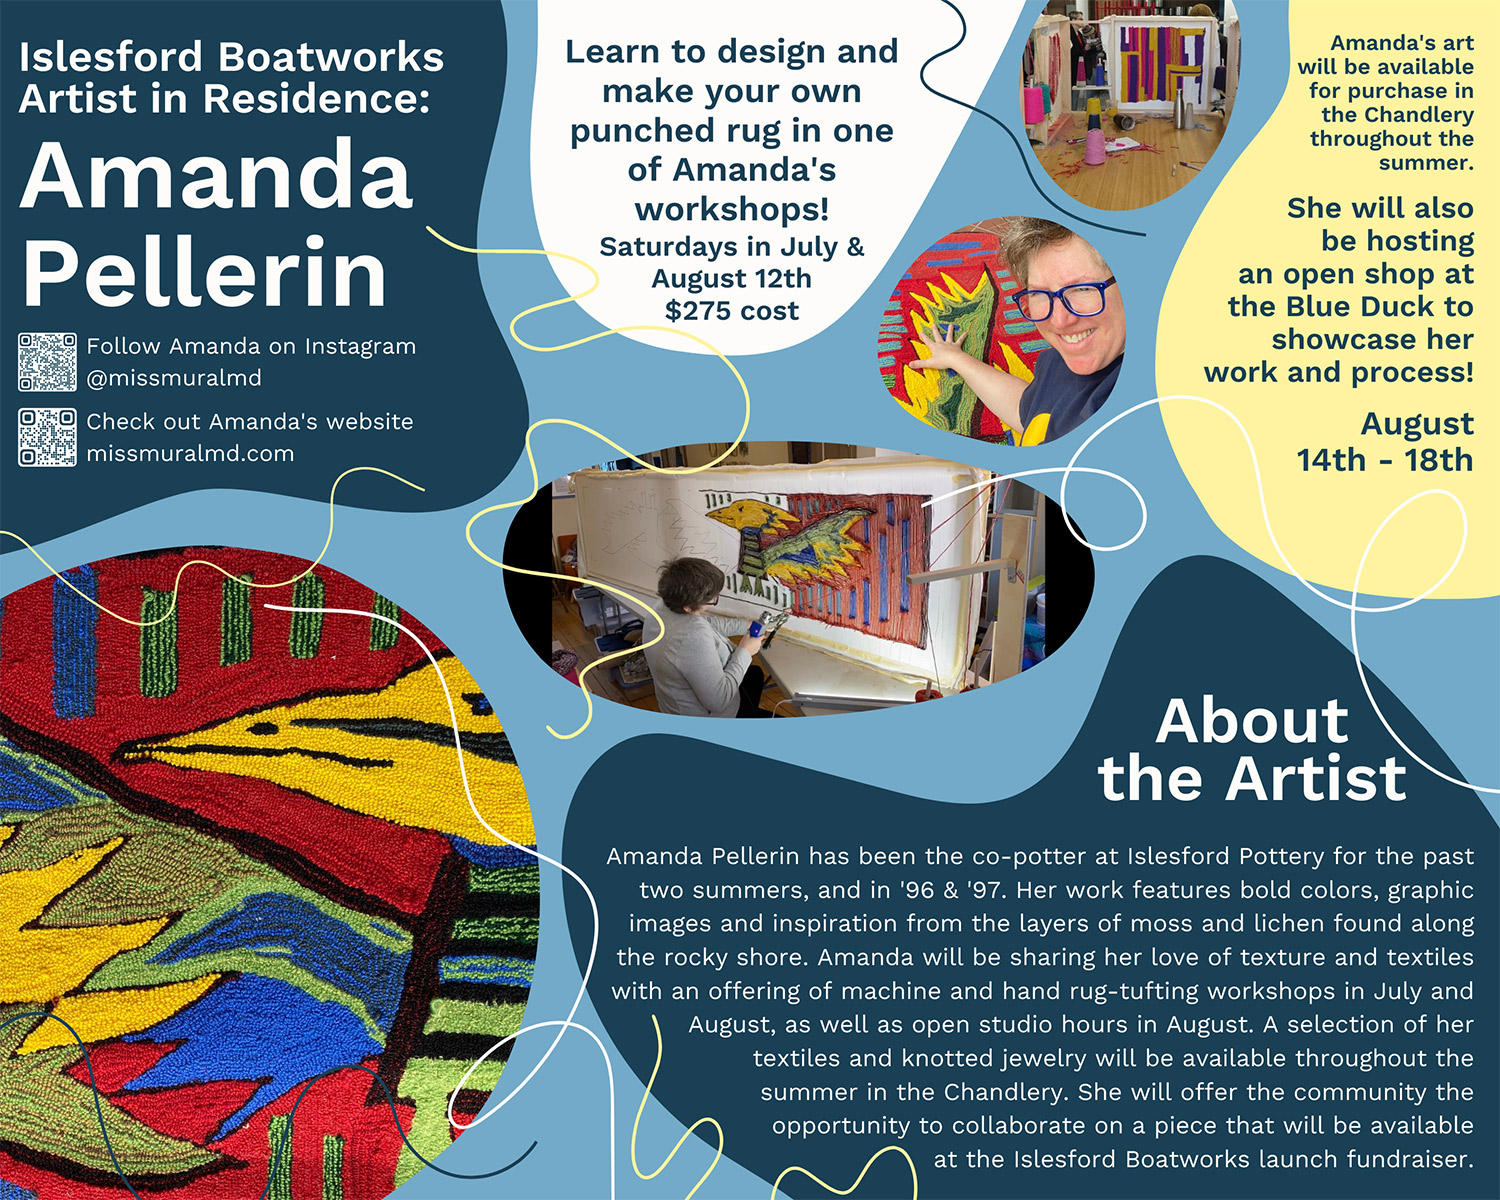 Islesford Boatworks
Artist in Residence:
Amanda
Pellerin
Follow Amanda on Instagram
@missmuralmd
Check out Amanda's website
missmuralmd.com
Learn to design and
make your own
punched rug in one
of Amanda's
workshops!
Saturdays in July &
August 12th
$275 cost
Amanda's art
will be available
for purchase in
the Chandlery
throughout the
summer.
She will also
be hosting
an open shop at
the Blue Duck to
showcase her
work and process!
August
14th - 18th
About
the Artist
Amanda Pellerin has been the co-potter at Islesford Pottery for the past
two summers, and in '96 & '97. Her work features bold colors, graphic
images and inspiration from the layers of moss and lichen found along
the rocky shore. Amanda will be sharing her love of texture and textiles
with an offering of machine and hand rug-tufting workshops in July and
August, as well as open studio hours in August. A selection of her
textiles and knotted jewelry will be available throughout the
summer in the Chandlery. She will offer the community the
opportunity to collaborate on a piece that will be available
at the Islesford Boatworks launch fundraiser.